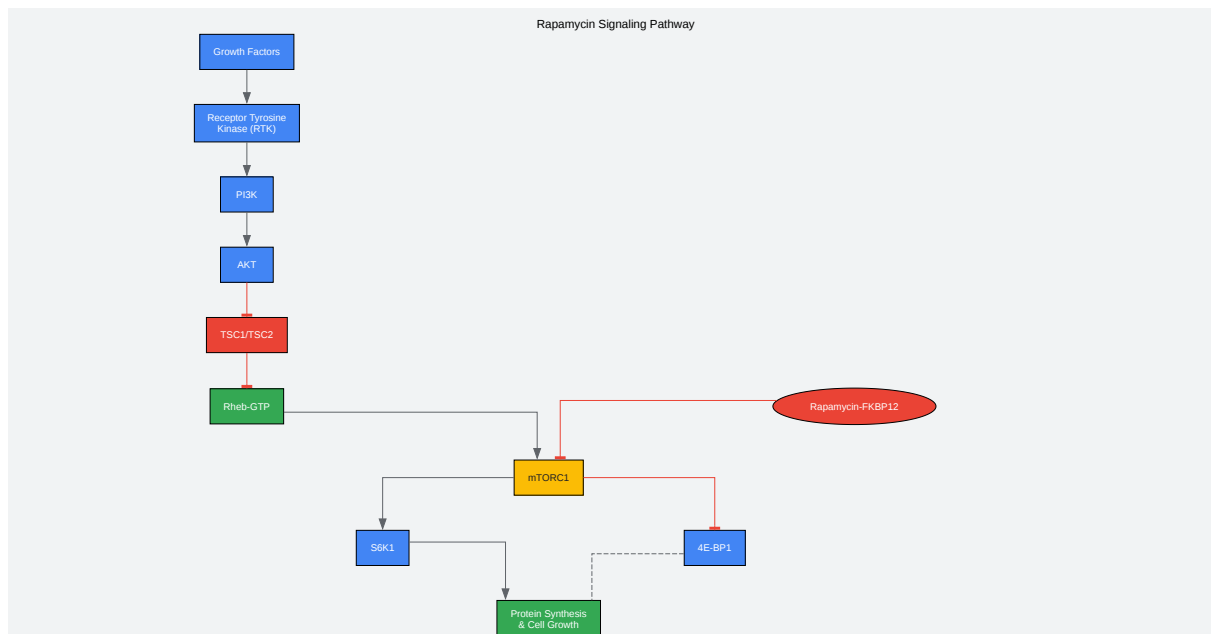 Rapamycin Signaling Pathway
Growth Factors
Receptor Tyrosine
Kinase (RTK)
PI3K
AKT
TSC1/TSC2
Rheb-GTP
Rapamycin-FKBP12
mTORC1
S6K1
4E-BP1
Protein Synthesis
& Cell Growth